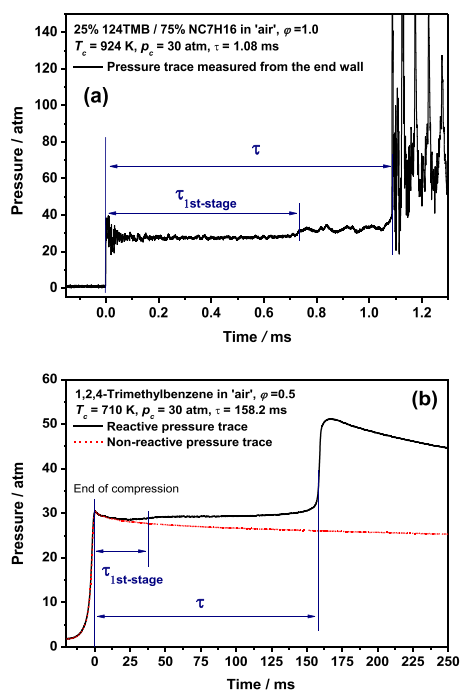 25% 124TMB / 75% NC7H16 in 'air', φ=1.0
T_c = 924 K, p_c = 30 atm, τ = 1.08 ms
Pressure trace measured from the end wall
(a)
τ
τ1st-stage
Pressure / atm
140
120
100
80
60
40
20
0
0.0 0.2 0.4 0.6 0.8 1.0 1.2
Time / ms
1,2,4-Trimethylbenzene in 'air', φ=0.5
(b)
T_c = 710 K, p_c = 30 atm, τ = 158.2 ms
Reactive pressure trace
Non-reactive pressure trace
End of compression
τ1st-stage
τ
Pressure / atm
60
50
40
30
20
10
0
0 25 50 75 100 125 150 175 200 225 250
Time / ms